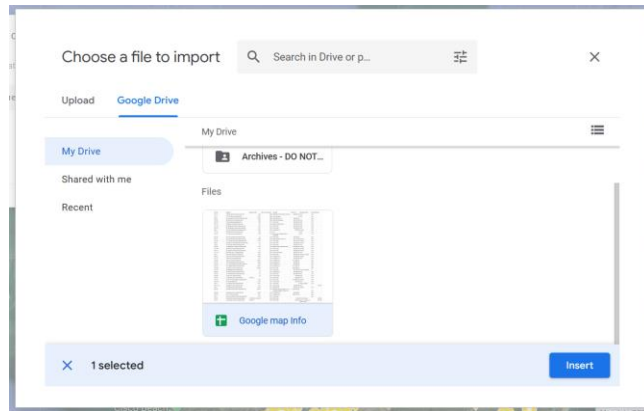 Choose a file to import
Search in Drive or p...
Upload
Google Drive
My Drive
My Drive
Archives - DO NOT...
Shared with me
Files
Recent
Google map Info
1 selected
Insert